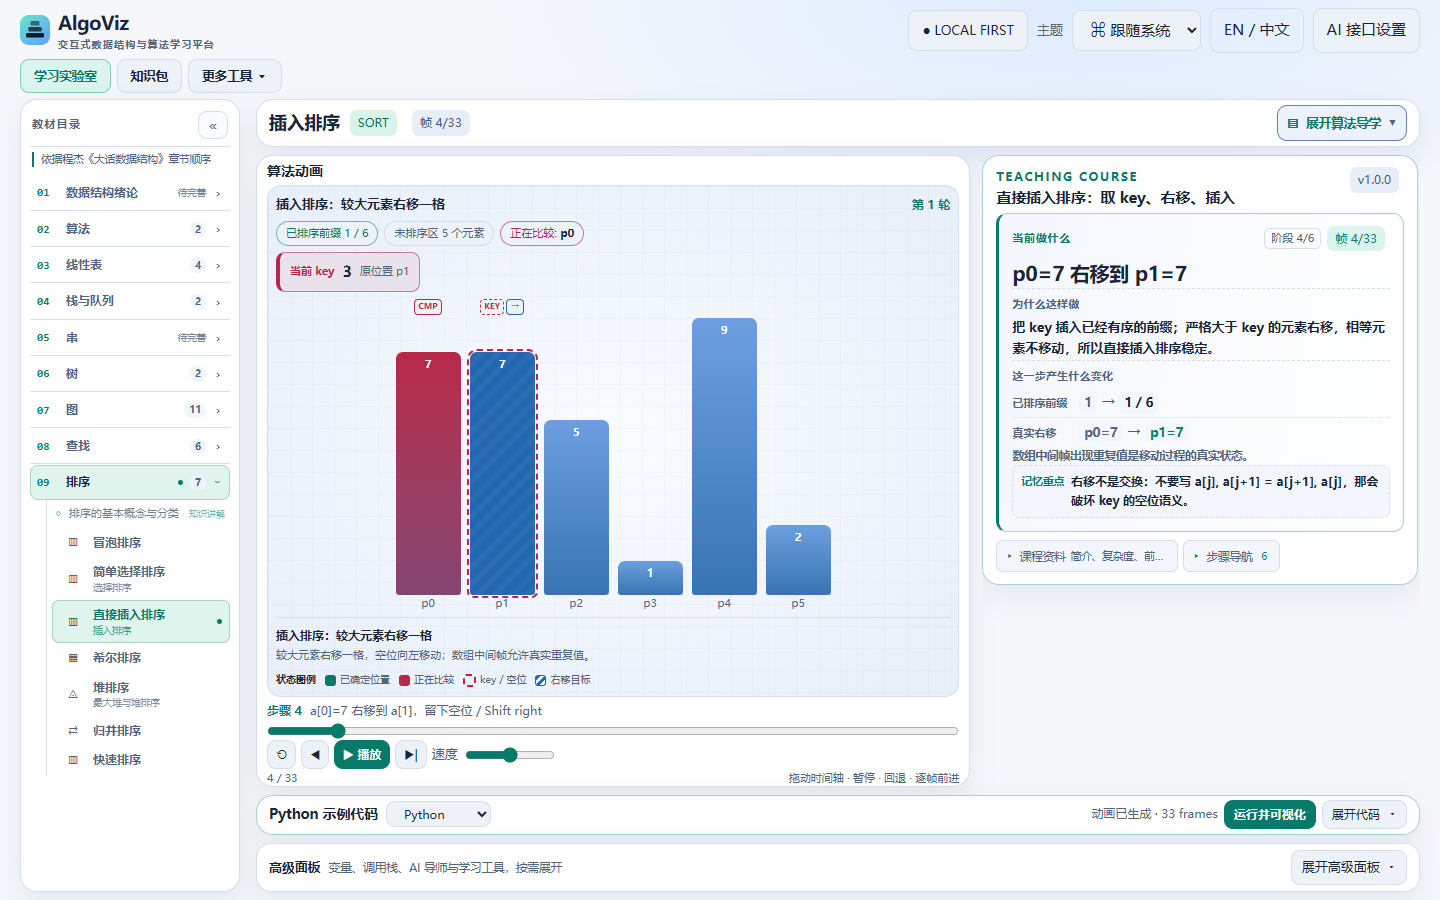 AlgoViz
交互式数据结构与算法学习平台
● LOCAL FIRST
主题
⌘ 跟随系统
EN / 中文
AI 接口设置
学习实验室
知识包
更多工具
教材目录
«
依据程杰《大话数据结构》章节顺序
01 数据结构绪论 待完善 ›
02 算法 2 ›
03 线性表 4 ›
04 栈与队列 2 ›
05 串 待完善 ›
06 树 2 ›
07 图 11 ›
08 查找 6 ›
09 排序 7
排序的基本概念与分类 知识讲解
冒泡排序
简单选择排序
选择排序
直接插入排序
插入排序
希尔排序
堆排序
最大堆与堆排序
归并排序
快速排序
插入排序 SORT 帧 4/33
展开算法导学 ▼
算法动画
插入排序：较大元素右移一格 第 1 轮
已排序前缀 1 / 6 未排序区 5 个元素 正在比较: p0
当前 key 3 原位置 p1
CMP KEY →
7 7 5 1 9 2
p0 p1 p2 p3 p4 p5
插入排序：较大元素右移一格
较大元素右移一格，空位向左移动；数组中间帧允许真实重复值。
状态图例 已确定位置 正在比较 key / 空位 右移目标
步骤 4 a[0]=7 右移到 a[1]，留下空位 / Shift right
▶ 播放 速度
4 / 33 拖动时间轴 · 暂停 · 回退 · 逐帧前进
TEACHING COURSE
v1.0.0
直接插入排序：取 key、右移、插入
当前做什么 阶段 4/6 帧 4/33
p0=7 右移到 p1=7
为什么这样做
把 key 插入已经有序的前缀；严格大于 key 的元素右移，相等元
素不移动，所以直接插入排序稳定。
这一步产生什么变化
已排序前缀 1 → 1 / 6
真实右移 p0=7 → p1=7
数组中间帧出现重复值是移动过程的真实状态。
记忆重点 右移不是交换：不要写 a[j], a[j+1] = a[j+1], a[j]，那会
破坏 key 的空位语义。
课程资料 简介、复杂度、前…
步骤导航 6
Python 示例代码 Python
动画已生成 · 33 frames 运行并可视化 展开代码
高级面板 变量、调用栈、AI 导师与学习工具，按需展开
展开高级面板